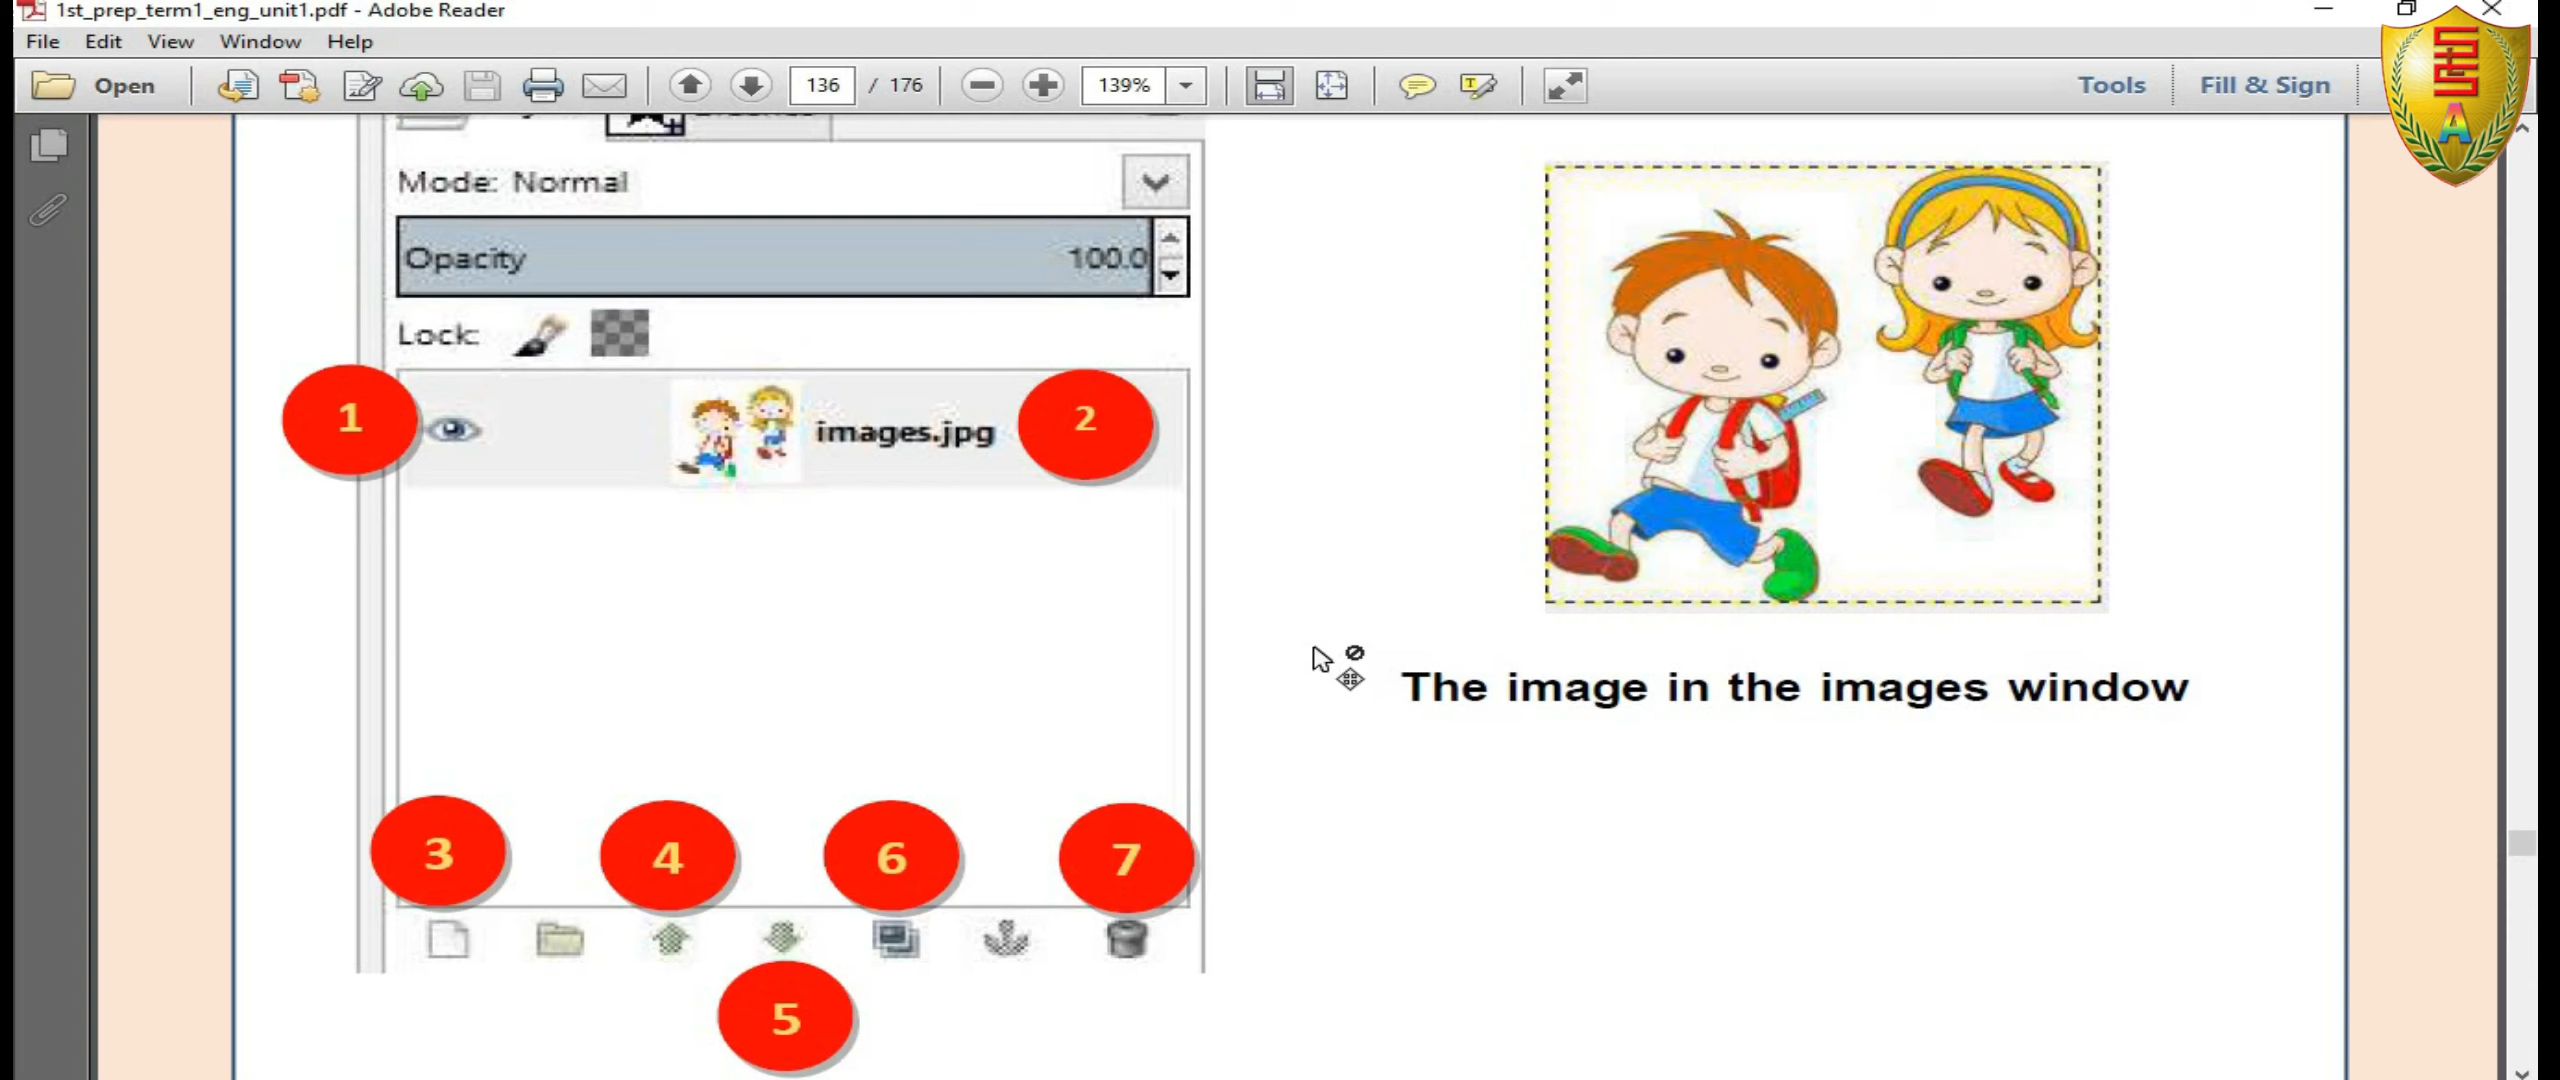 1st_prep_term1_eng_unit1.pdf - Adobe Reader
File Edit View Window Help
Open 136 / 176 139% Tools Fill & Sign
Mode: Normal
Opacity 100.0
Lock:
1 images.jpg 2
The image in the images window
3 4 6 7
5